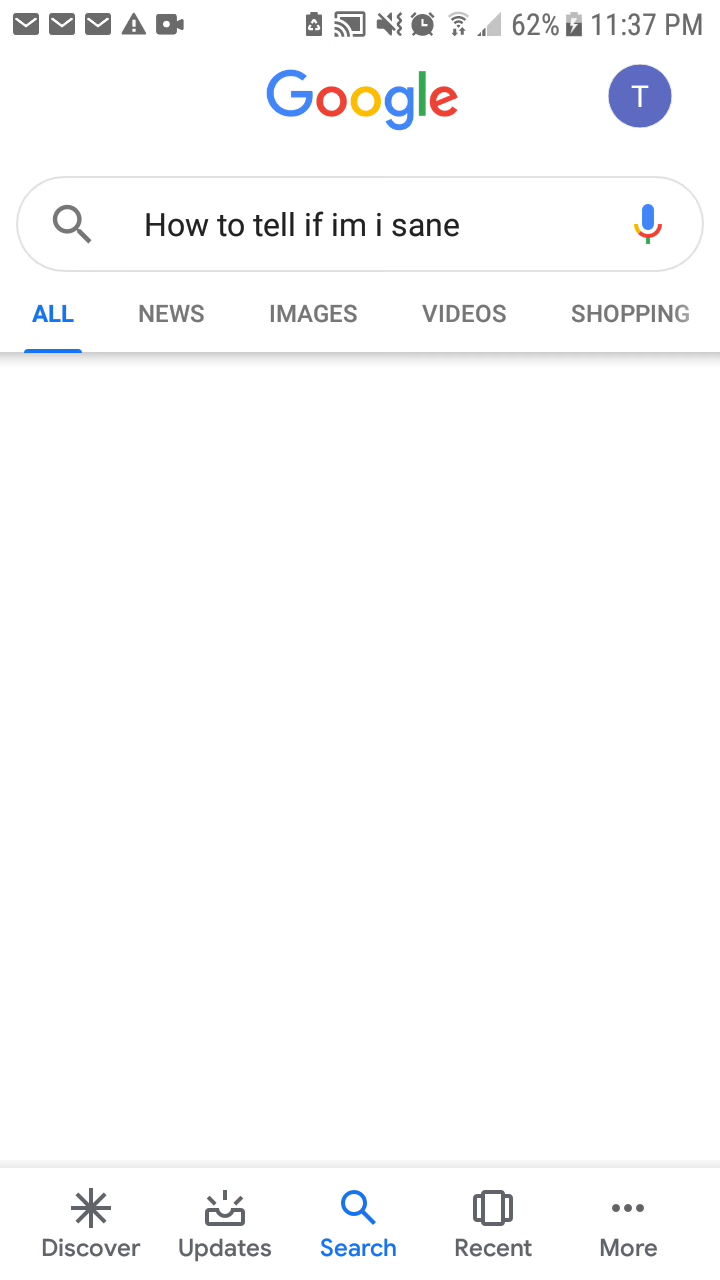 62% 11:37 PM
Google
T
How to tell if im i sane
ALL NEWS IMAGES VIDEOS SHOPPING
Discover Updates Search Recent More